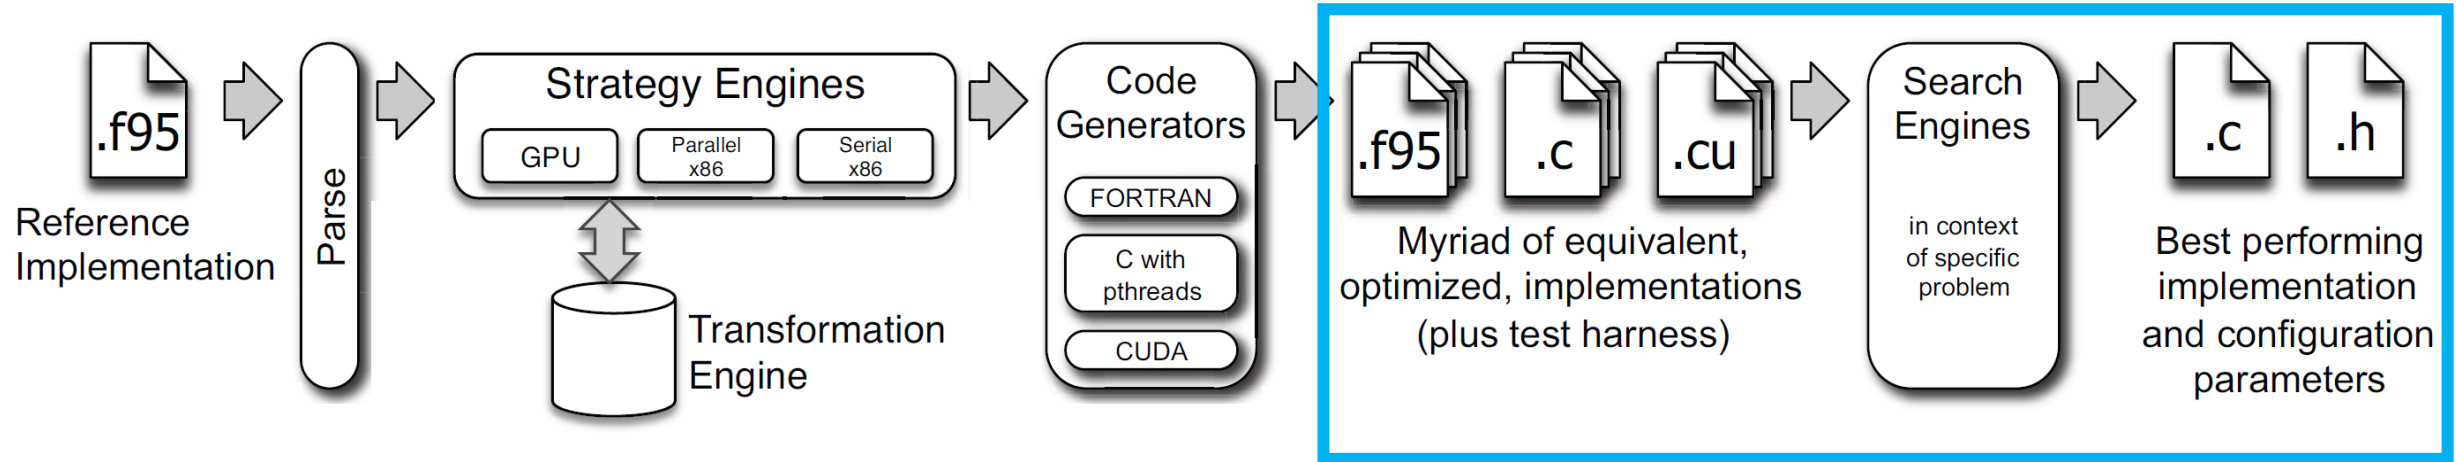 .f95
Reference
Implementation
Parse
Strategy Engines
GPU
Parallel
x86
Serial
x86
Transformation
Engine
Code
Generators
FORTRAN
C with
pthreads
CUDA
.f95
.c
.cu
Myriad of equivalent,
optimized, implementations
(plus test harness)
Search
Engines
in context
of specific
problem
.c
.h
Best performing
implementation
and configuration
parameters